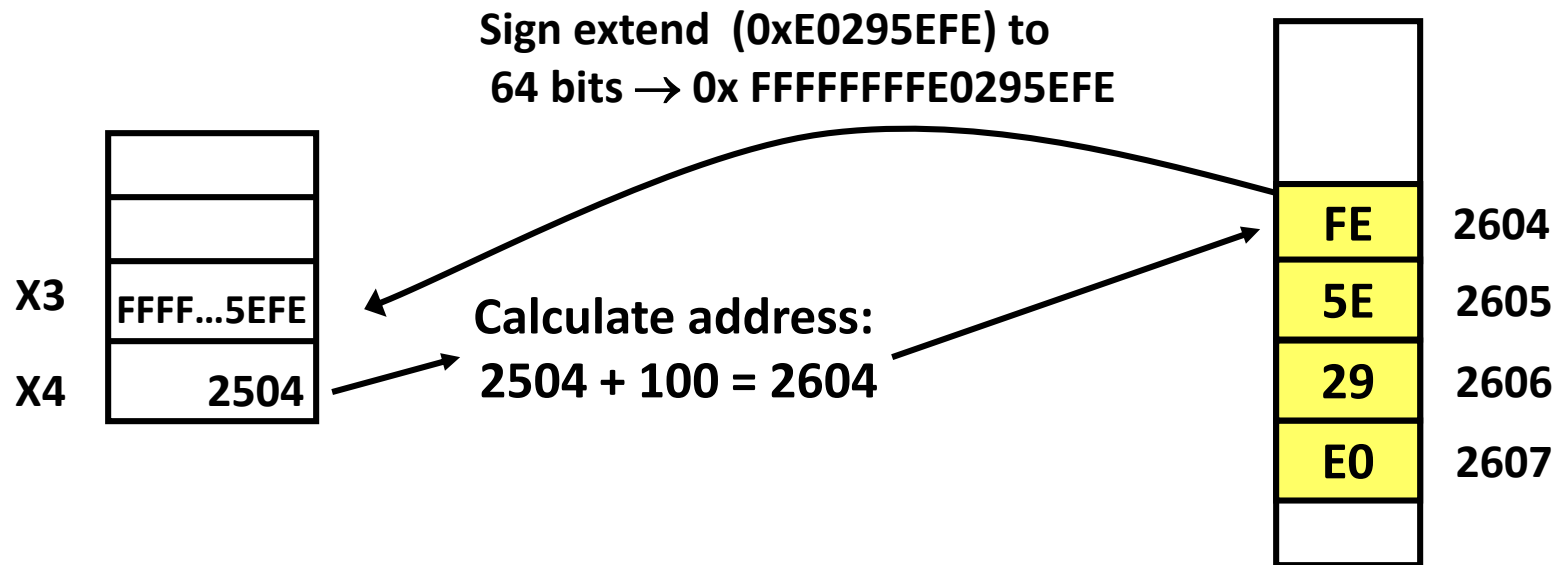 Sign extend (0xE0295EFE) to
64 bits → 0x FFFFFFFFE0295EFE
X3
FFFF...5EFE
X4
2504
Calculate address:
2504 + 100 = 2604
FE 2604
5E 2605
29 2606
E0 2607